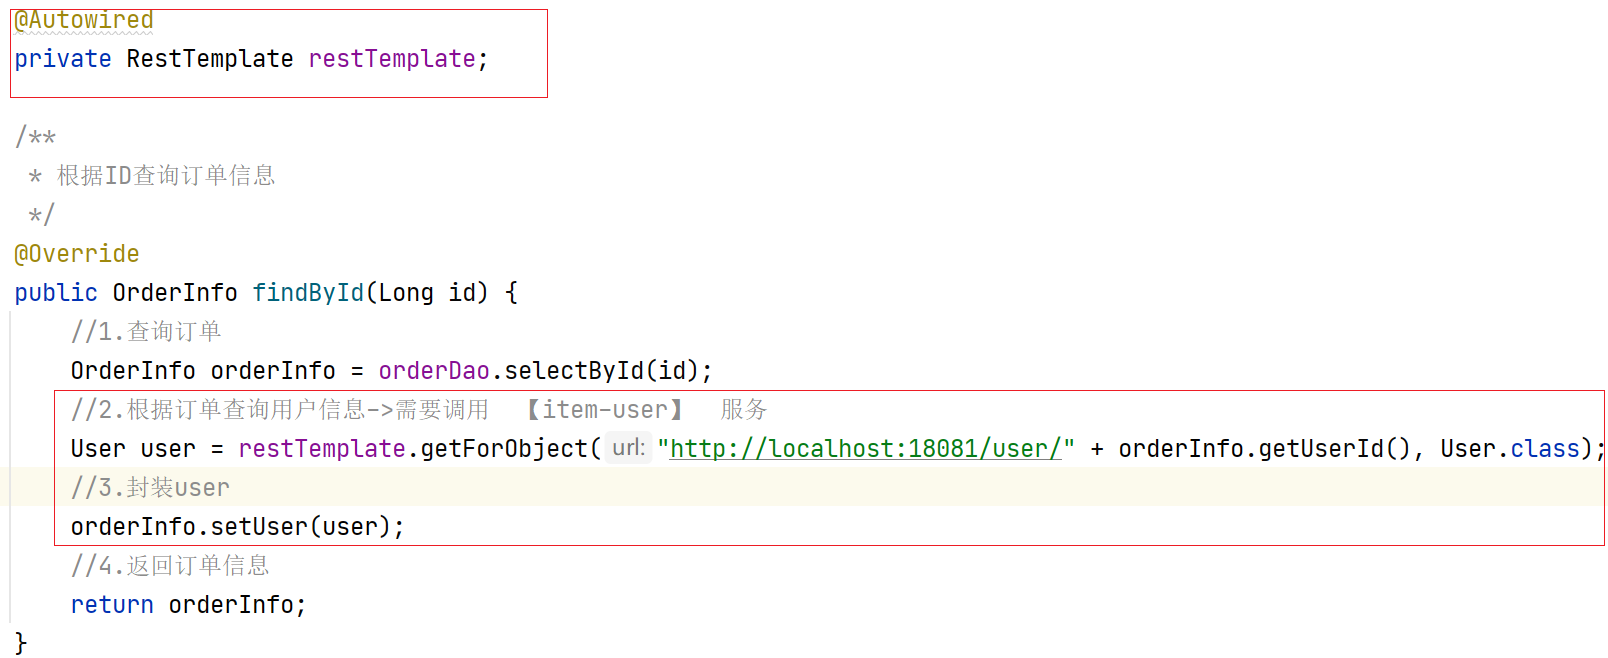 @Autowired
private RestTemplate restTemplate;
/**
 * 根据ID查询订单信息
 */
@Override
public OrderInfo findById(Long id) {
//1.查询订单
OrderInfo orderInfo = orderDao.selectById(id);
//2.根据订单查询用户信息->需要调用 【item-user】 服务
User user = restTemplate.getForObject( url: "http://localhost:18081/user/" + orderInfo.getUserId(), User.class);
//3.封装user
orderInfo.setUser(user);
//4.返回订单信息
return orderInfo;
}